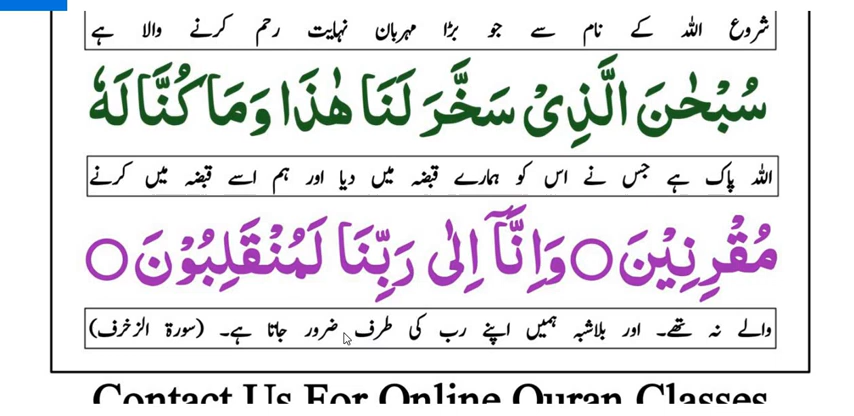 شروع اللہ کے نام سے جو بڑا مہربان نہایت رحم کرنے والا ہے
سُبْحٰنَ الَّذِیْ سَخَّرَ لَنَا هٰذَا وَمَا كُنَّا لَهٗ
اللہ پاک ہے جس نے اس کو ہمارے قبضہ میں دیا اور ہم اسے قبضہ میں کرنے
مُقْرِنِیْنَ○وَاِنَّاۤ اِلٰی رَبِّنَا لَمُنْقَلِبُوْنَ○
والے نہ تھے۔ اور بلاشبہ ہمیں اپنے رب کی طرف ضرور جاتا ہے۔ (سورۃ الزخرف)
Contact Us For Online Quran Classes